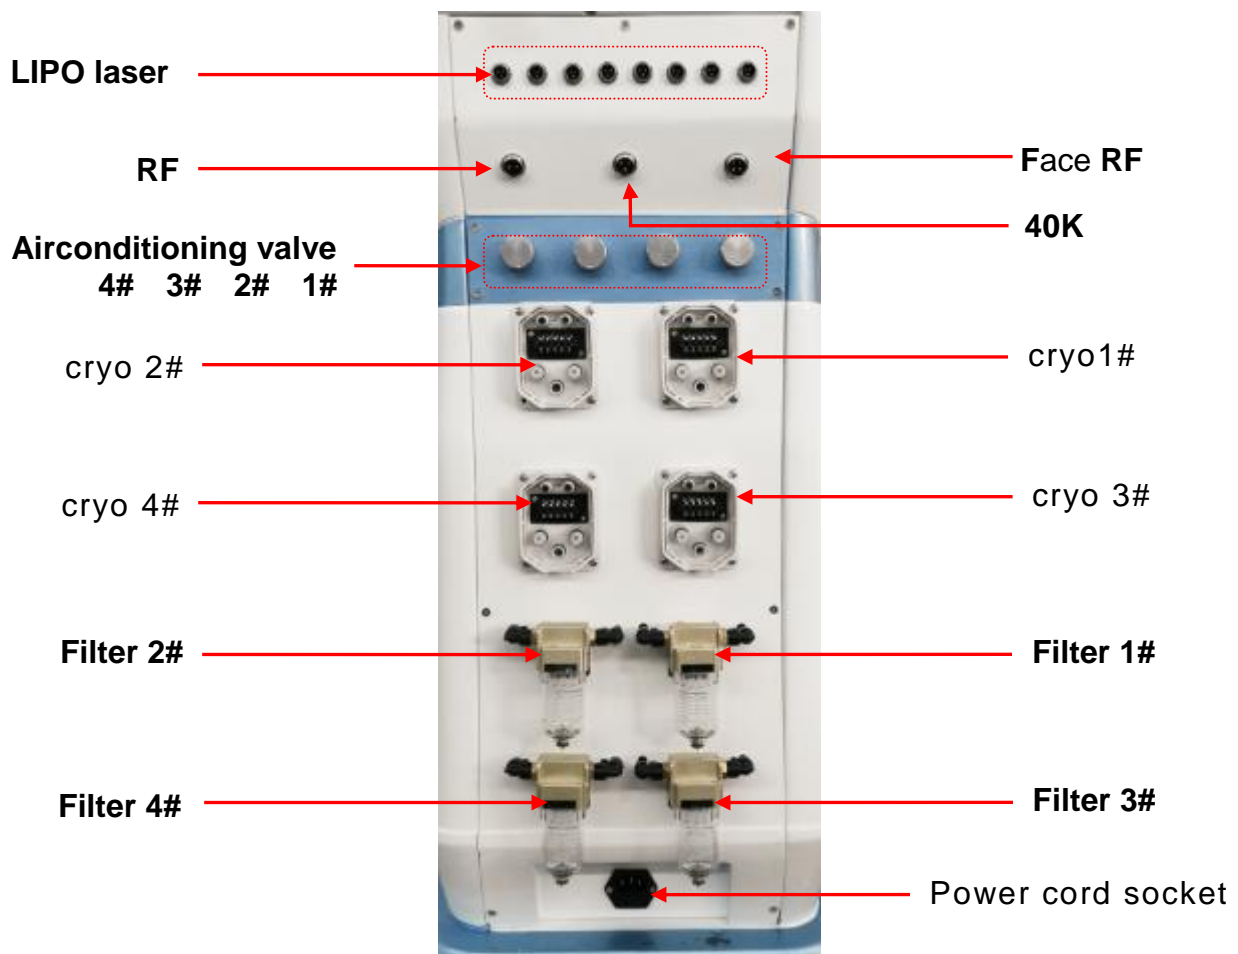 LIPO laser
RF
Face RF
40K
Airconditioning valve
4# 3# 2# 1#
cryo 2#
cryo1#
cryo 4#
cryo 3#
Filter 2#
Filter 1#
Filter 4#
Filter 3#
Power cord socket